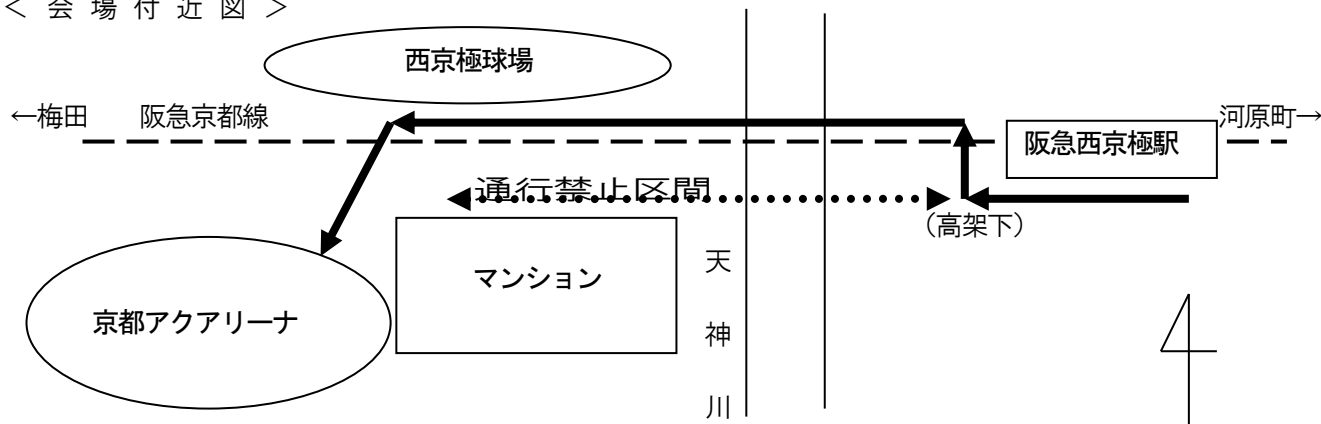 ＜ 会 場 付 近 図 ＞
西京極球場
←梅田 阪急京都線
河原町→
阪急西京極駅
通行禁止区間
（高架下）
マンション
京都アクアリーナ
天神川